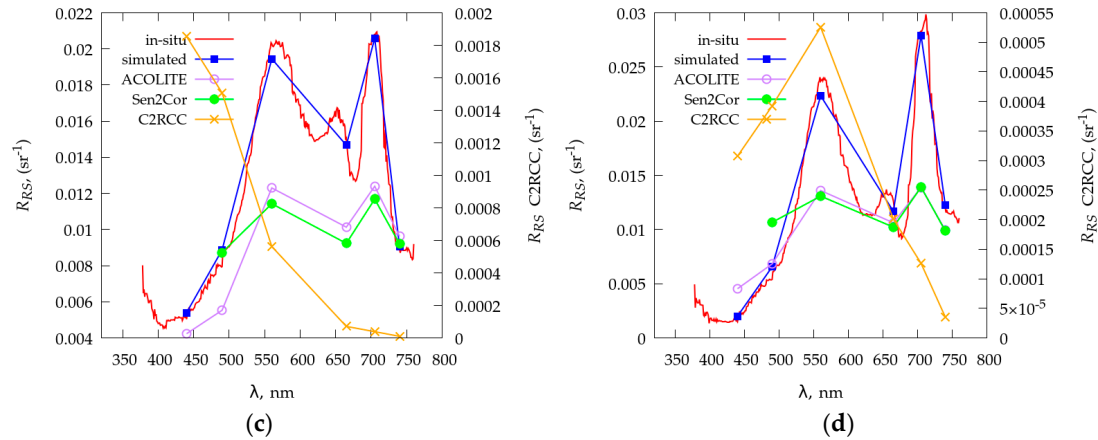 0.022
0.02
0.018
0.016
0.014
0.012
0.01
0.008
0.006
0.004
R_RS, (sr⁻¹)
in-situ
simulated
ACOLITE
Sen2Cor
C2RCC
0.002
0.0018
0.0016
0.0014
0.0012
0.001
0.0008
0.0006
0.0004
0.0002
0
R_RS C2RCC, (sr⁻¹)
350 400 450 500 550 600 650 700 750 800
λ, nm
(c)
0.03
0.025
0.02
0.015
0.01
0.005
0
R_RS, (sr⁻¹)
in-situ
simulated
ACOLITE
Sen2Cor
C2RCC
0.00055
0.0005
0.00045
0.0004
0.00035
0.0003
0.00025
0.0002
0.00015
0.0001
5×10⁻⁵
0
R_RS C2RCC, (sr⁻¹)
350 400 450 500 550 600 650 700 750 800
λ, nm
(d)